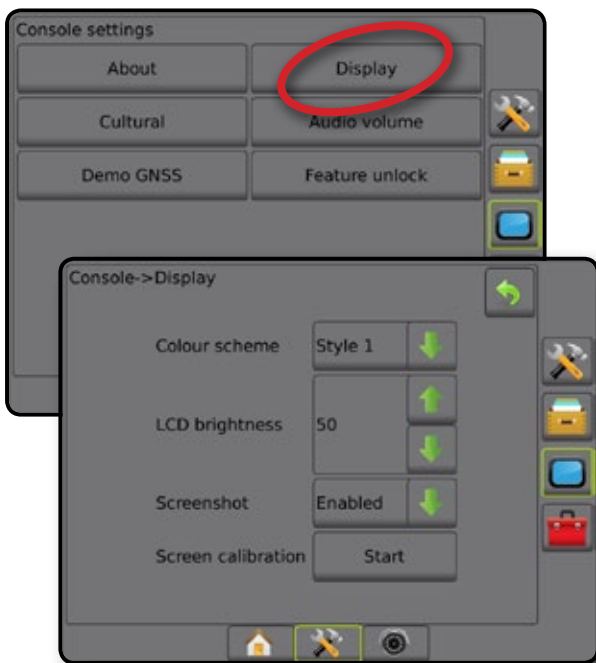 Console settings
About Display
Cultural Audio volume
Demo GNSS Feature unlock
Console->Display
Colour scheme Style 1
LCD brightness 50
Screenshot Enabled
Screen calibration Start